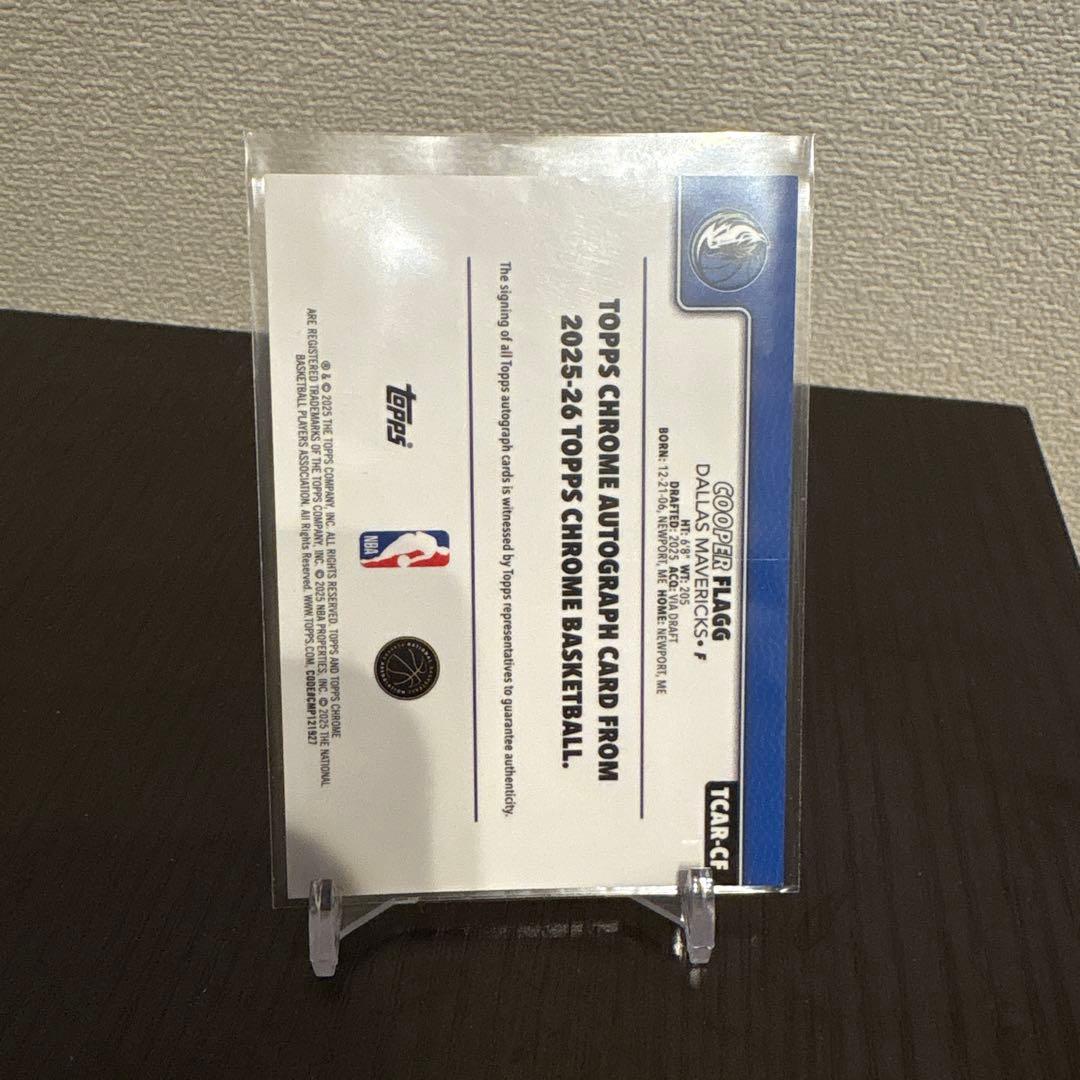 COOPER FLAGG
DALLAS MAVERICKS • F
HT: 6'8" WT: 205
DRAFTED: 2025 ACQ: VIA DRAFT
BORN: 12-21-06, NEWPORT, ME HOME: NEWPORT, ME
TCAR-CF
TOPPS CHROME AUTOGRAPH CARD FROM
2025-26 TOPPS CHROME BASKETBALL.
The signing of all Topps autograph cards is witnessed by Topps representatives to guarantee authenticity.
topps
NBA
® & © 2025 THE TOPPS COMPANY, INC. ALL RIGHTS RESERVED. TOPPS AND TOPPS CHROME
ARE REGISTERED TRADEMARKS OF THE TOPPS COMPANY, INC. © 2025 NBA PROPERTIES, INC. © 2025 THE NATIONAL
BASKETBALL PLAYERS ASSOCIATION. All Rights Reserved. WWW.TOPPS.COM, CODE#CMP121927